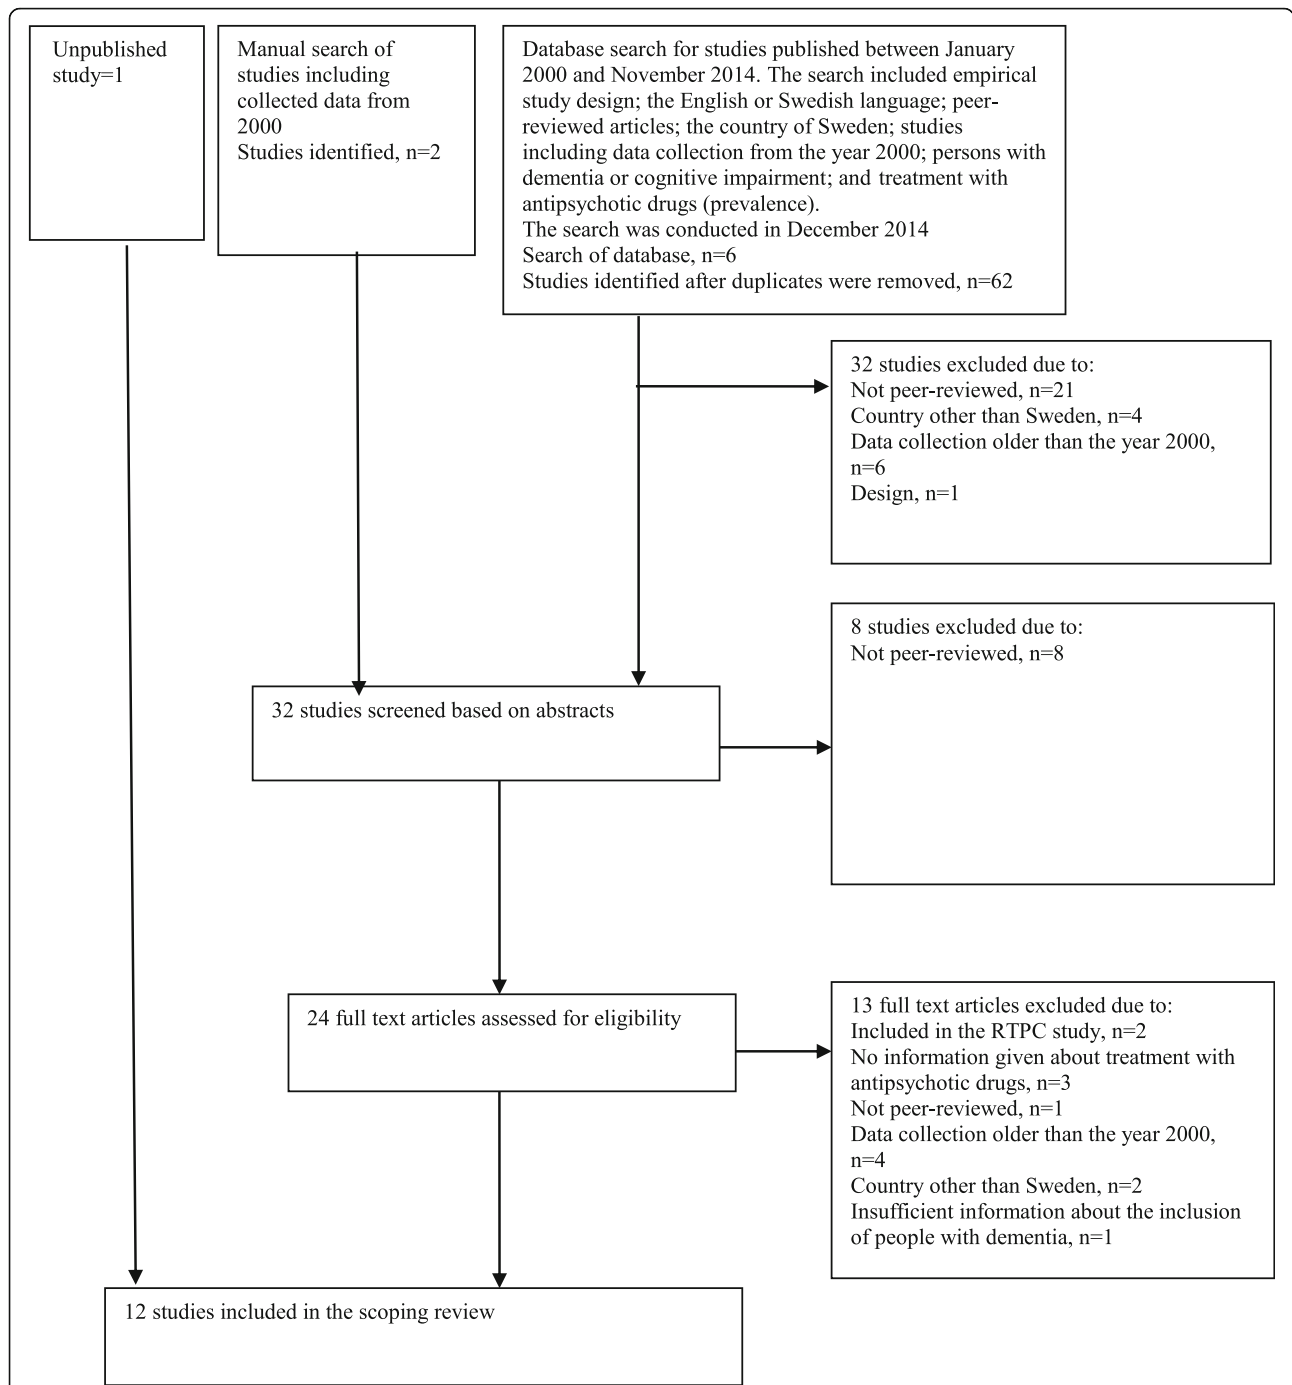 Unpublished
study=1
Manual search of
studies including
collected data from
2000
Studies identified, n=2
Database search for studies published between January
2000 and November 2014. The search included empirical
study design; the English or Swedish language; peer-
reviewed articles; the country of Sweden; studies
including data collection from the year 2000; persons with
dementia or cognitive impairment; and treatment with
antipsychotic drugs (prevalence).
The search was conducted in December 2014
Search of database, n=6
Studies identified after duplicates were removed, n=62
32 studies excluded due to:
Not peer-reviewed, n=21
Country other than Sweden, n=4
Data collection older than the year 2000,
n=6
Design, n=1
8 studies excluded due to:
Not peer-reviewed, n=8
32 studies screened based on abstracts
24 full text articles assessed for eligibility
13 full text articles excluded due to:
Included in the RTPC study, n=2
No information given about treatment with
antipsychotic drugs, n=3
Not peer-reviewed, n=1
Data collection older than the year 2000,
n=4
Country other than Sweden, n=2
Insufficient information about the inclusion
of people with dementia, n=1
12 studies included in the scoping review